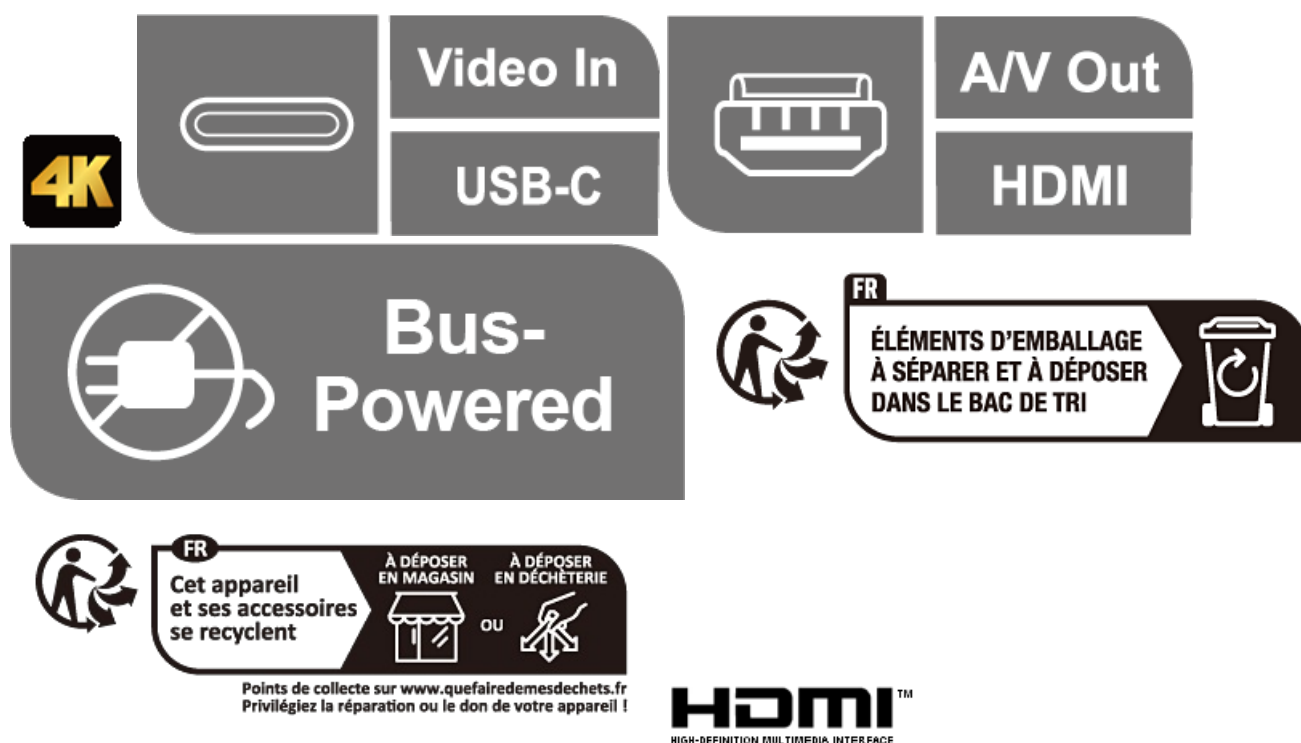 4K
Video In
USB-C
A/V Out
HDMI
Bus-
Powered
FR
ÉLÉMENTS D'EMBALLAGE
À SÉPARER ET À DÉPOSER
DANS LE BAC DE TRI
FR
Cet appareil
et ses accessoires
se recyclent
À DÉPOSER
EN MAGASIN
OU
À DÉPOSER
EN DÉCHÈTERIE
Points de collecte sur www.quefairedemesdechets.fr
Privilégiez la réparation ou le don de votre appareil !
HDMI™
HIGH-DEFINITION MULTIMEDIA INTERFACE